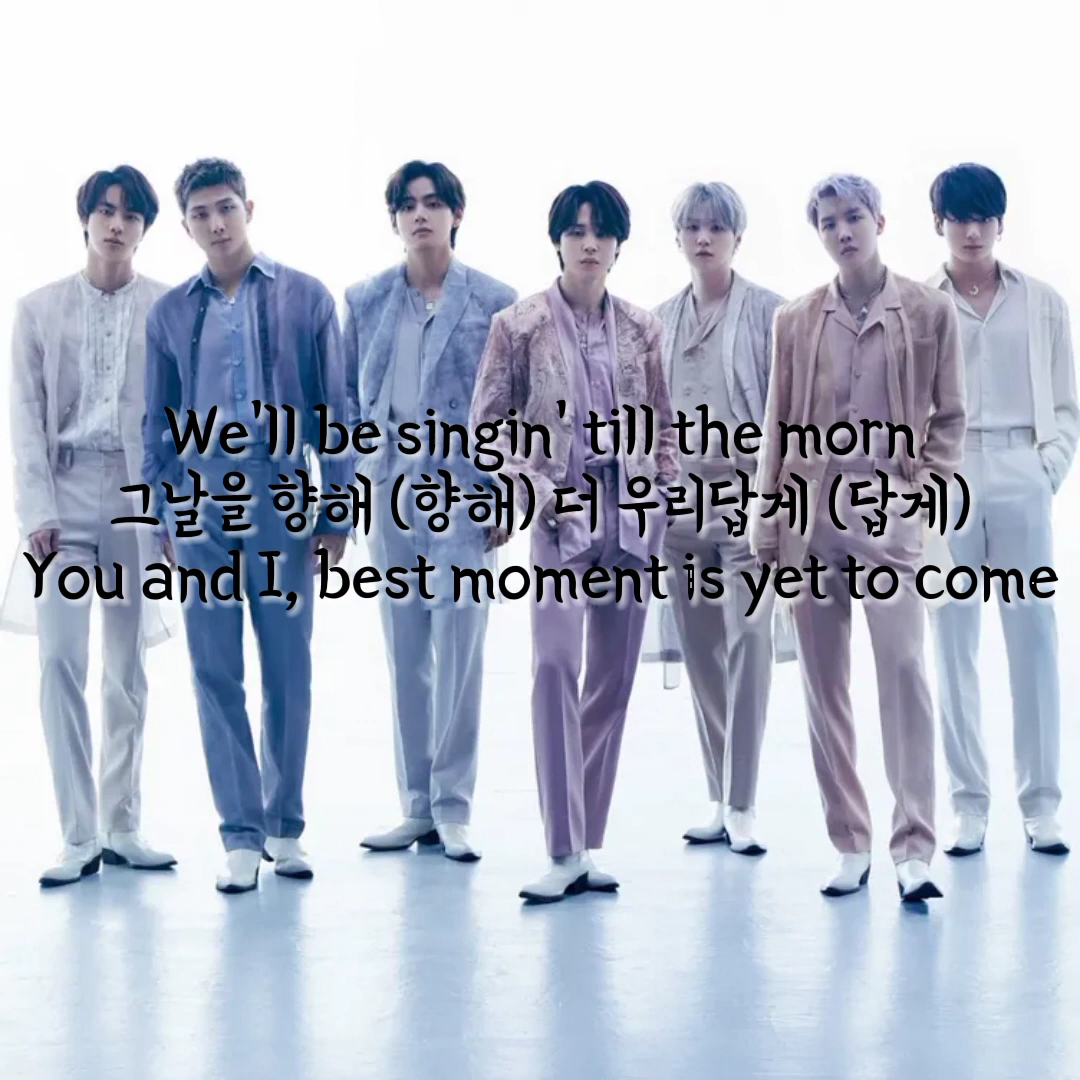 We'll be singin' till the morn
그날을 향해 (향해) 더 우리답게 (답게)
You and I, best moment is yet to come